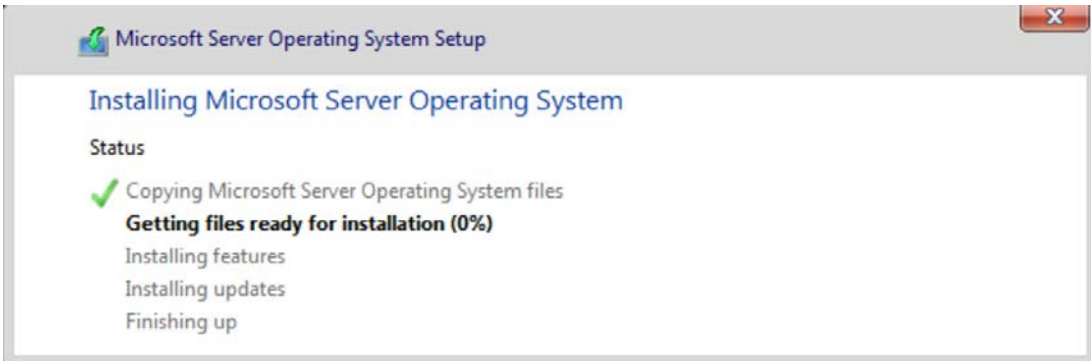 Microsoft Server Operating System Setup
Installing Microsoft Server Operating System
Status
Copying Microsoft Server Operating System files
Getting files ready for installation (0%)
Installing features
Installing updates
Finishing up